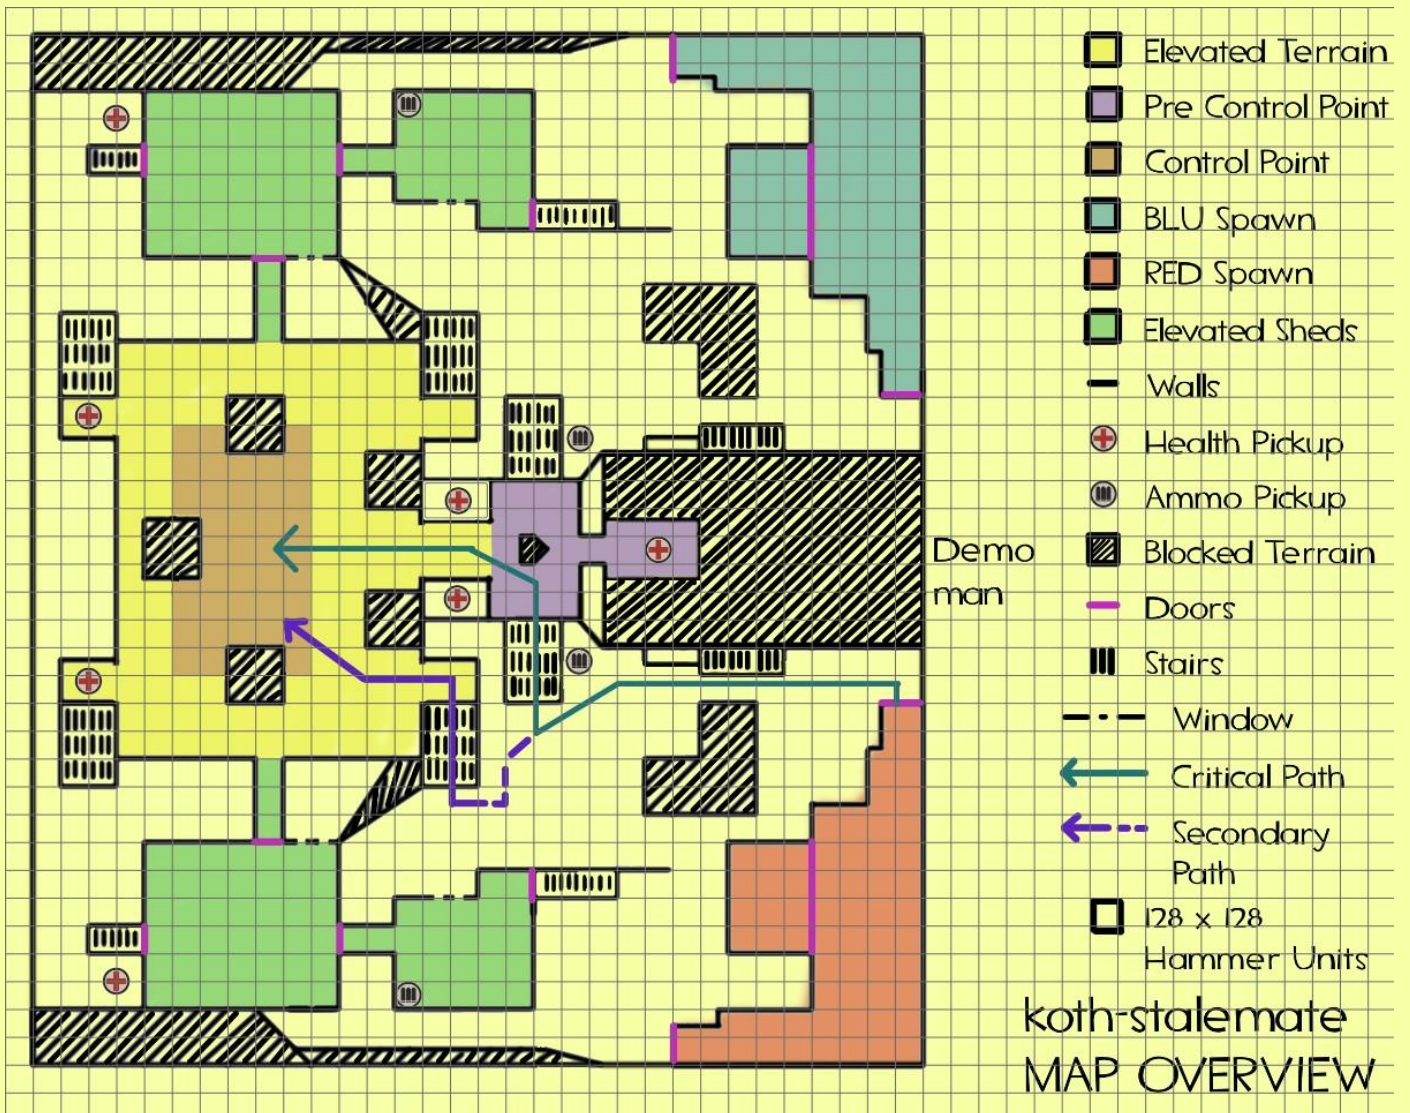 Elevated Terrain
Pre Control Point
Control Point
BLU Spawn
RED Spawn
Elevated Sheds
Walls
Health Pickup
Ammo Pickup
Blocked Terrain
Demo
man
Doors
Stairs
Window
Critical Path
Secondary
Path
128 x 128
Hammer Units
koth-stalemate
MAP OVERVIEW